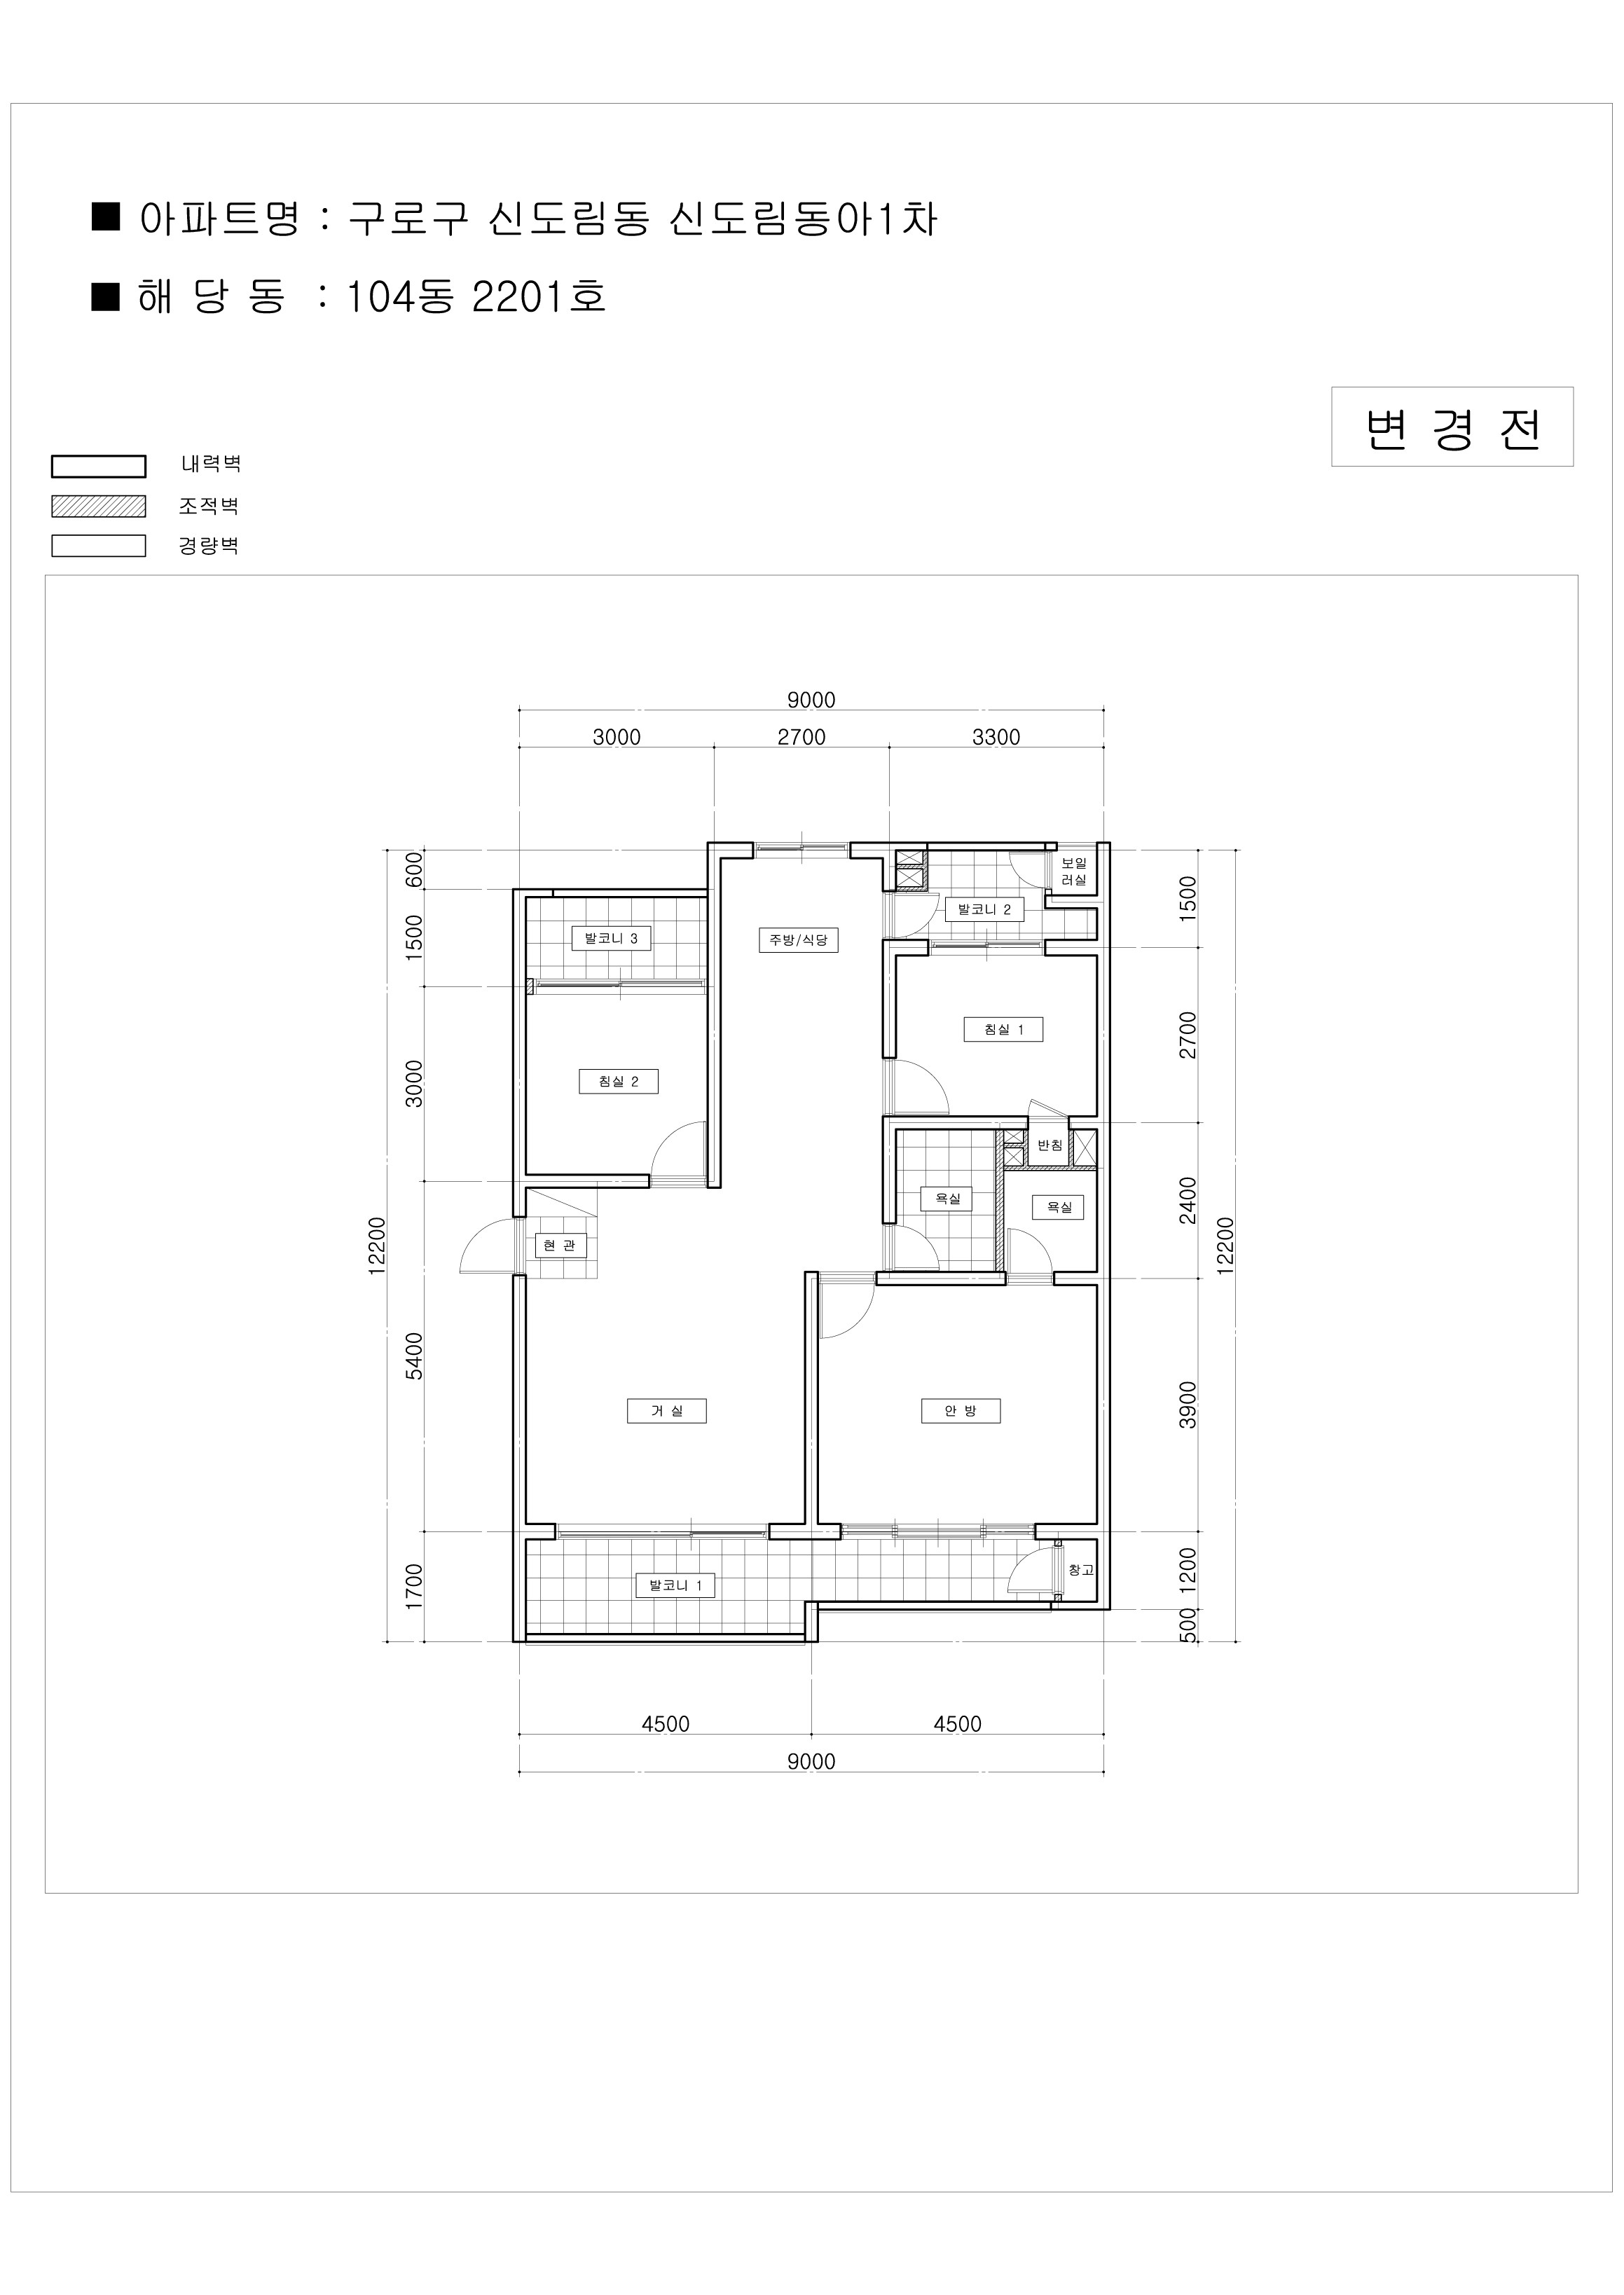 ■ 아파트명 : 구로구 신도림동 신도림동아1차
■ 해 당 동 : 104동 2201호
변 경 전
내력벽
조적벽
경량벽
9000
3000 2700 3300
600
1500
3000
5400
1700
12200
보일
러실
발코니 2
발코니 3
주방/식당
침실 1
침실 2
반침
욕실
욕실
현 관
거 실
안 방
발코니 1
창고
1500
2700
2400
3900
1200
500
12200
4500 4500
9000